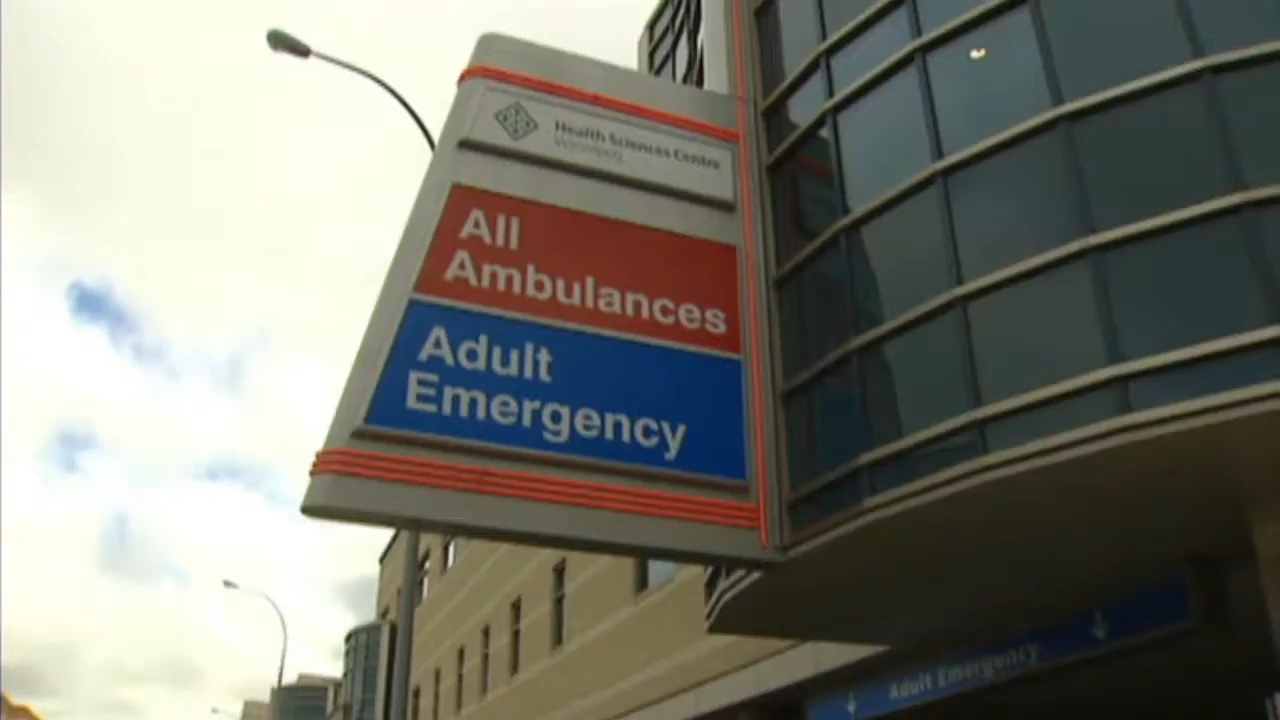 Health Sciences Centre
Winnipeg
All
Ambulances
Adult
Emergency
Adult Emergency